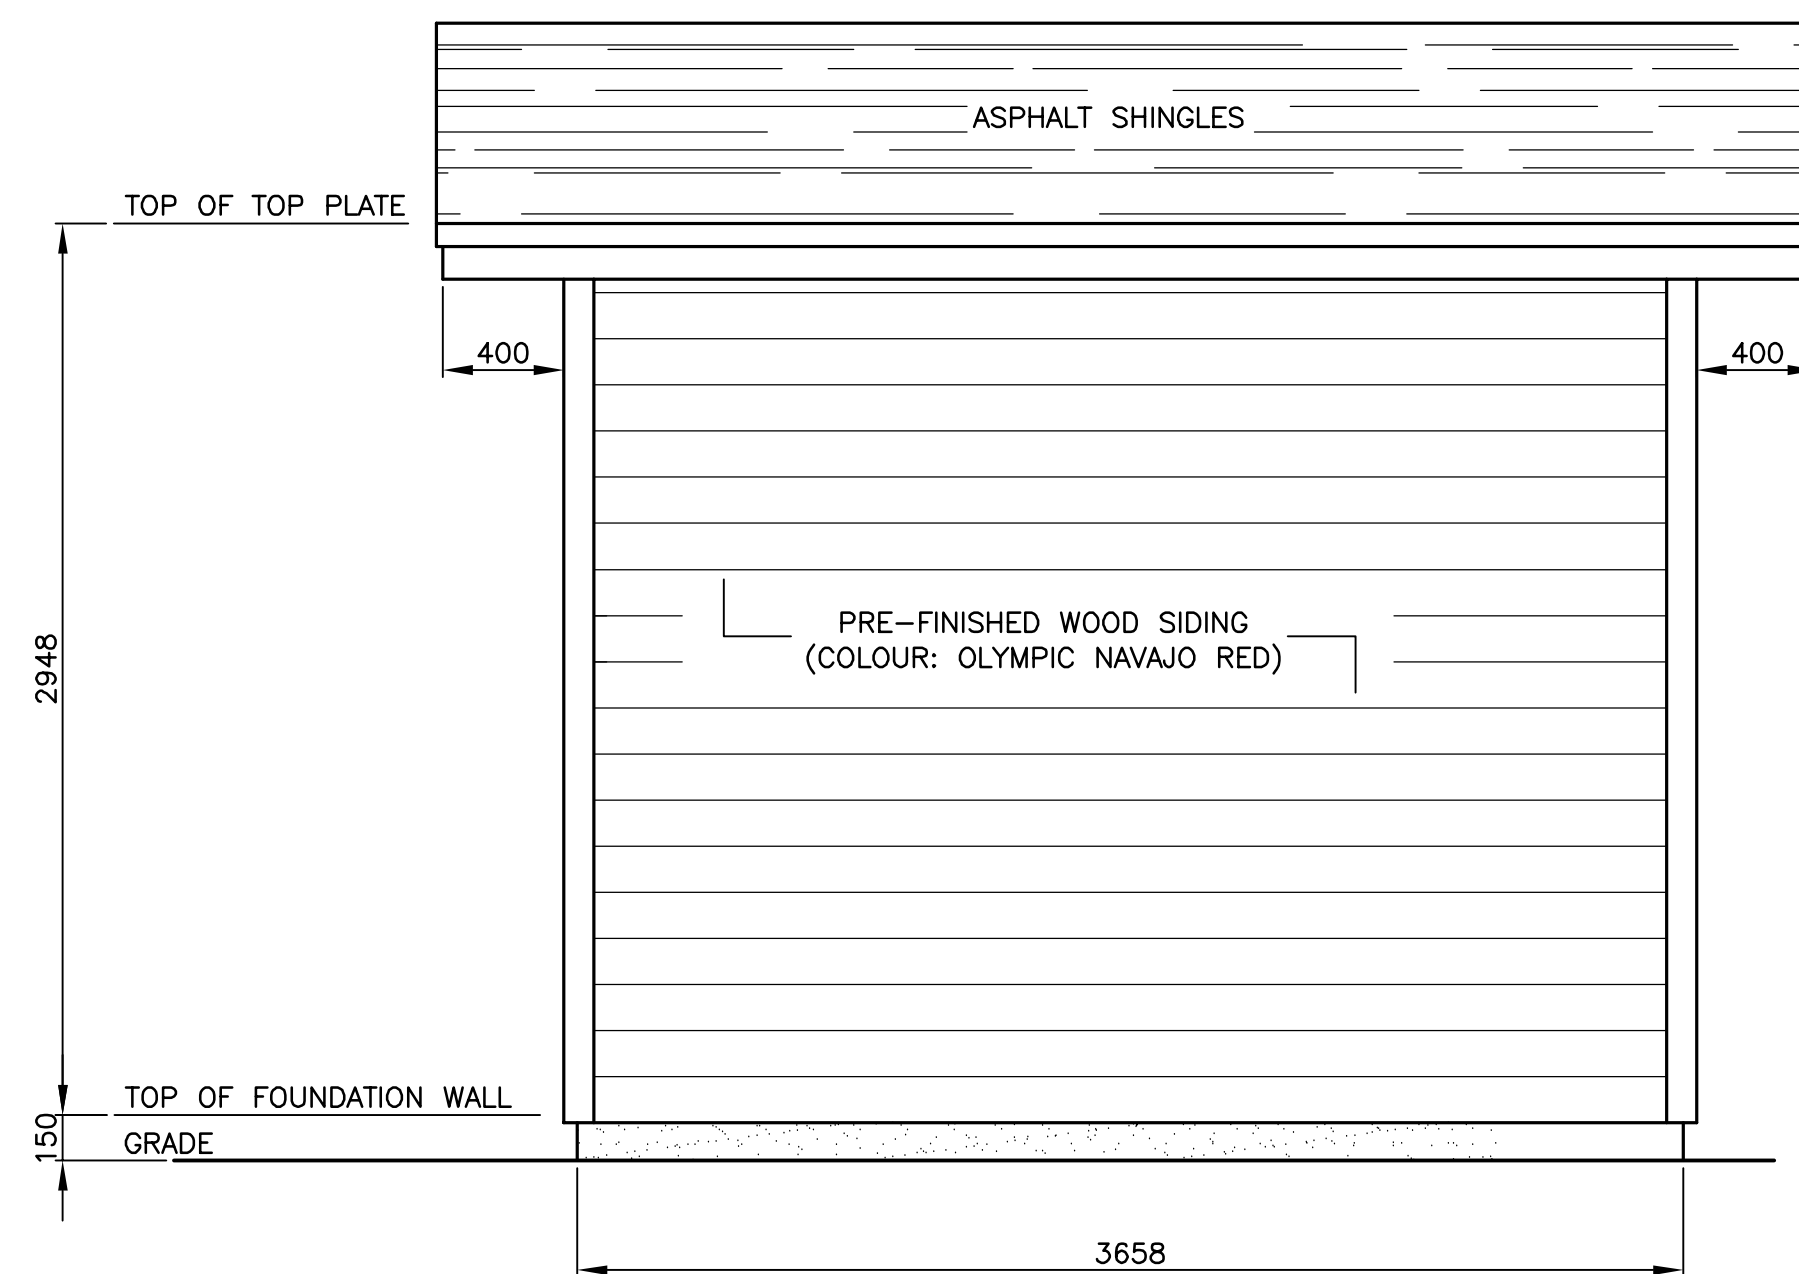 ASPHALT SHINGLES
TOP OF TOP PLATE
400
400
PRE-FINISHED WOOD SIDING
(COLOUR: OLYMPIC NAVAJO RED)
2948
TOP OF FOUNDATION WALL
150
GRADE
3658